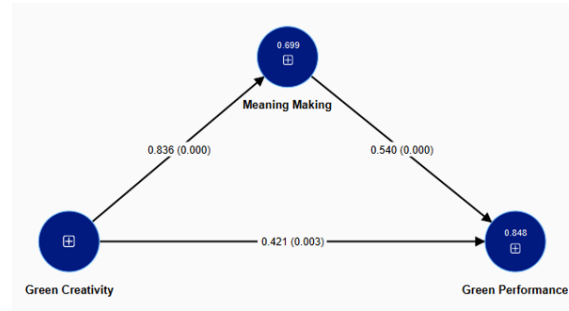 0.699
Meaning Making
0.836 (0.000)
0.540 (0.000)
0.421 (0.003)
0.848
Green Creativity
Green Performance